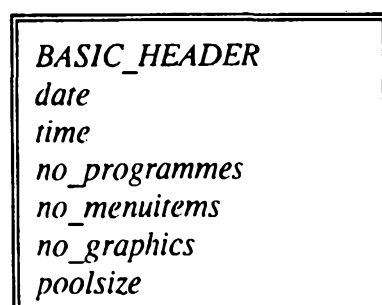 BASIC_HEADER
date
time
no_programmes
no_menuitems
no_graphics
poolsize